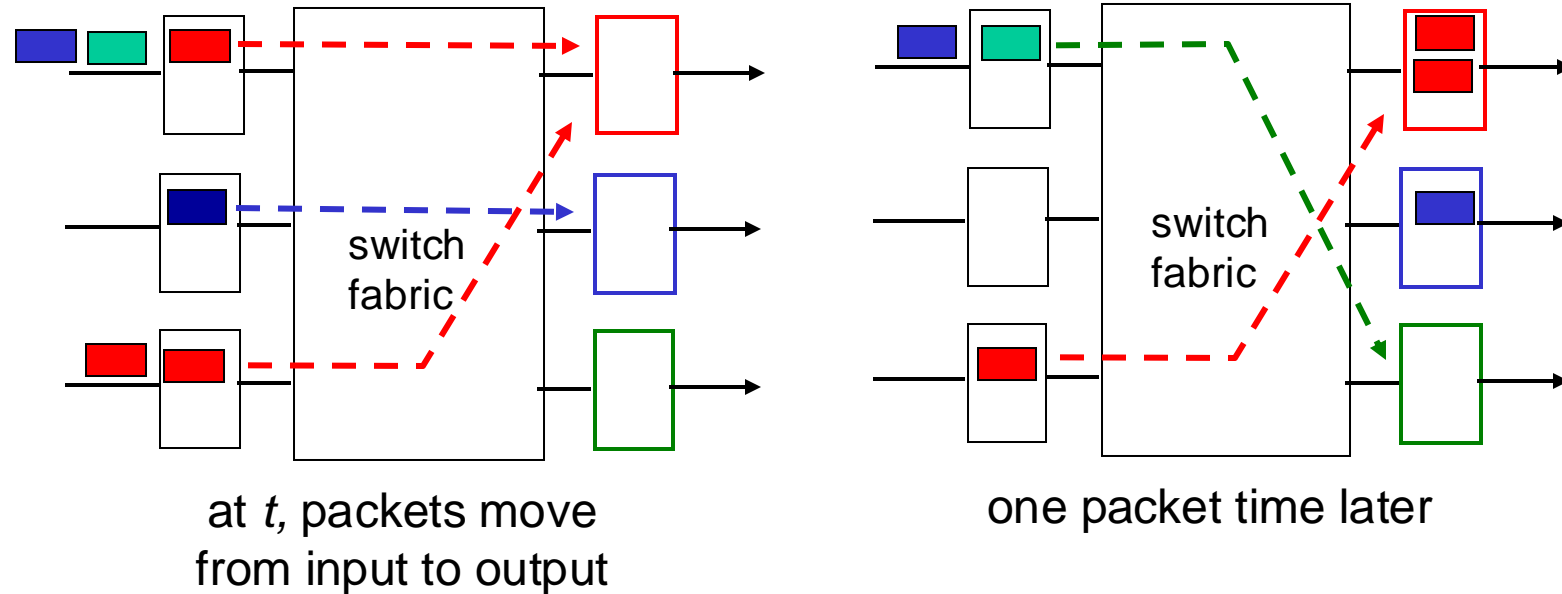 switch
fabric
at t, packets move
from input to output
switch
fabric
one packet time later